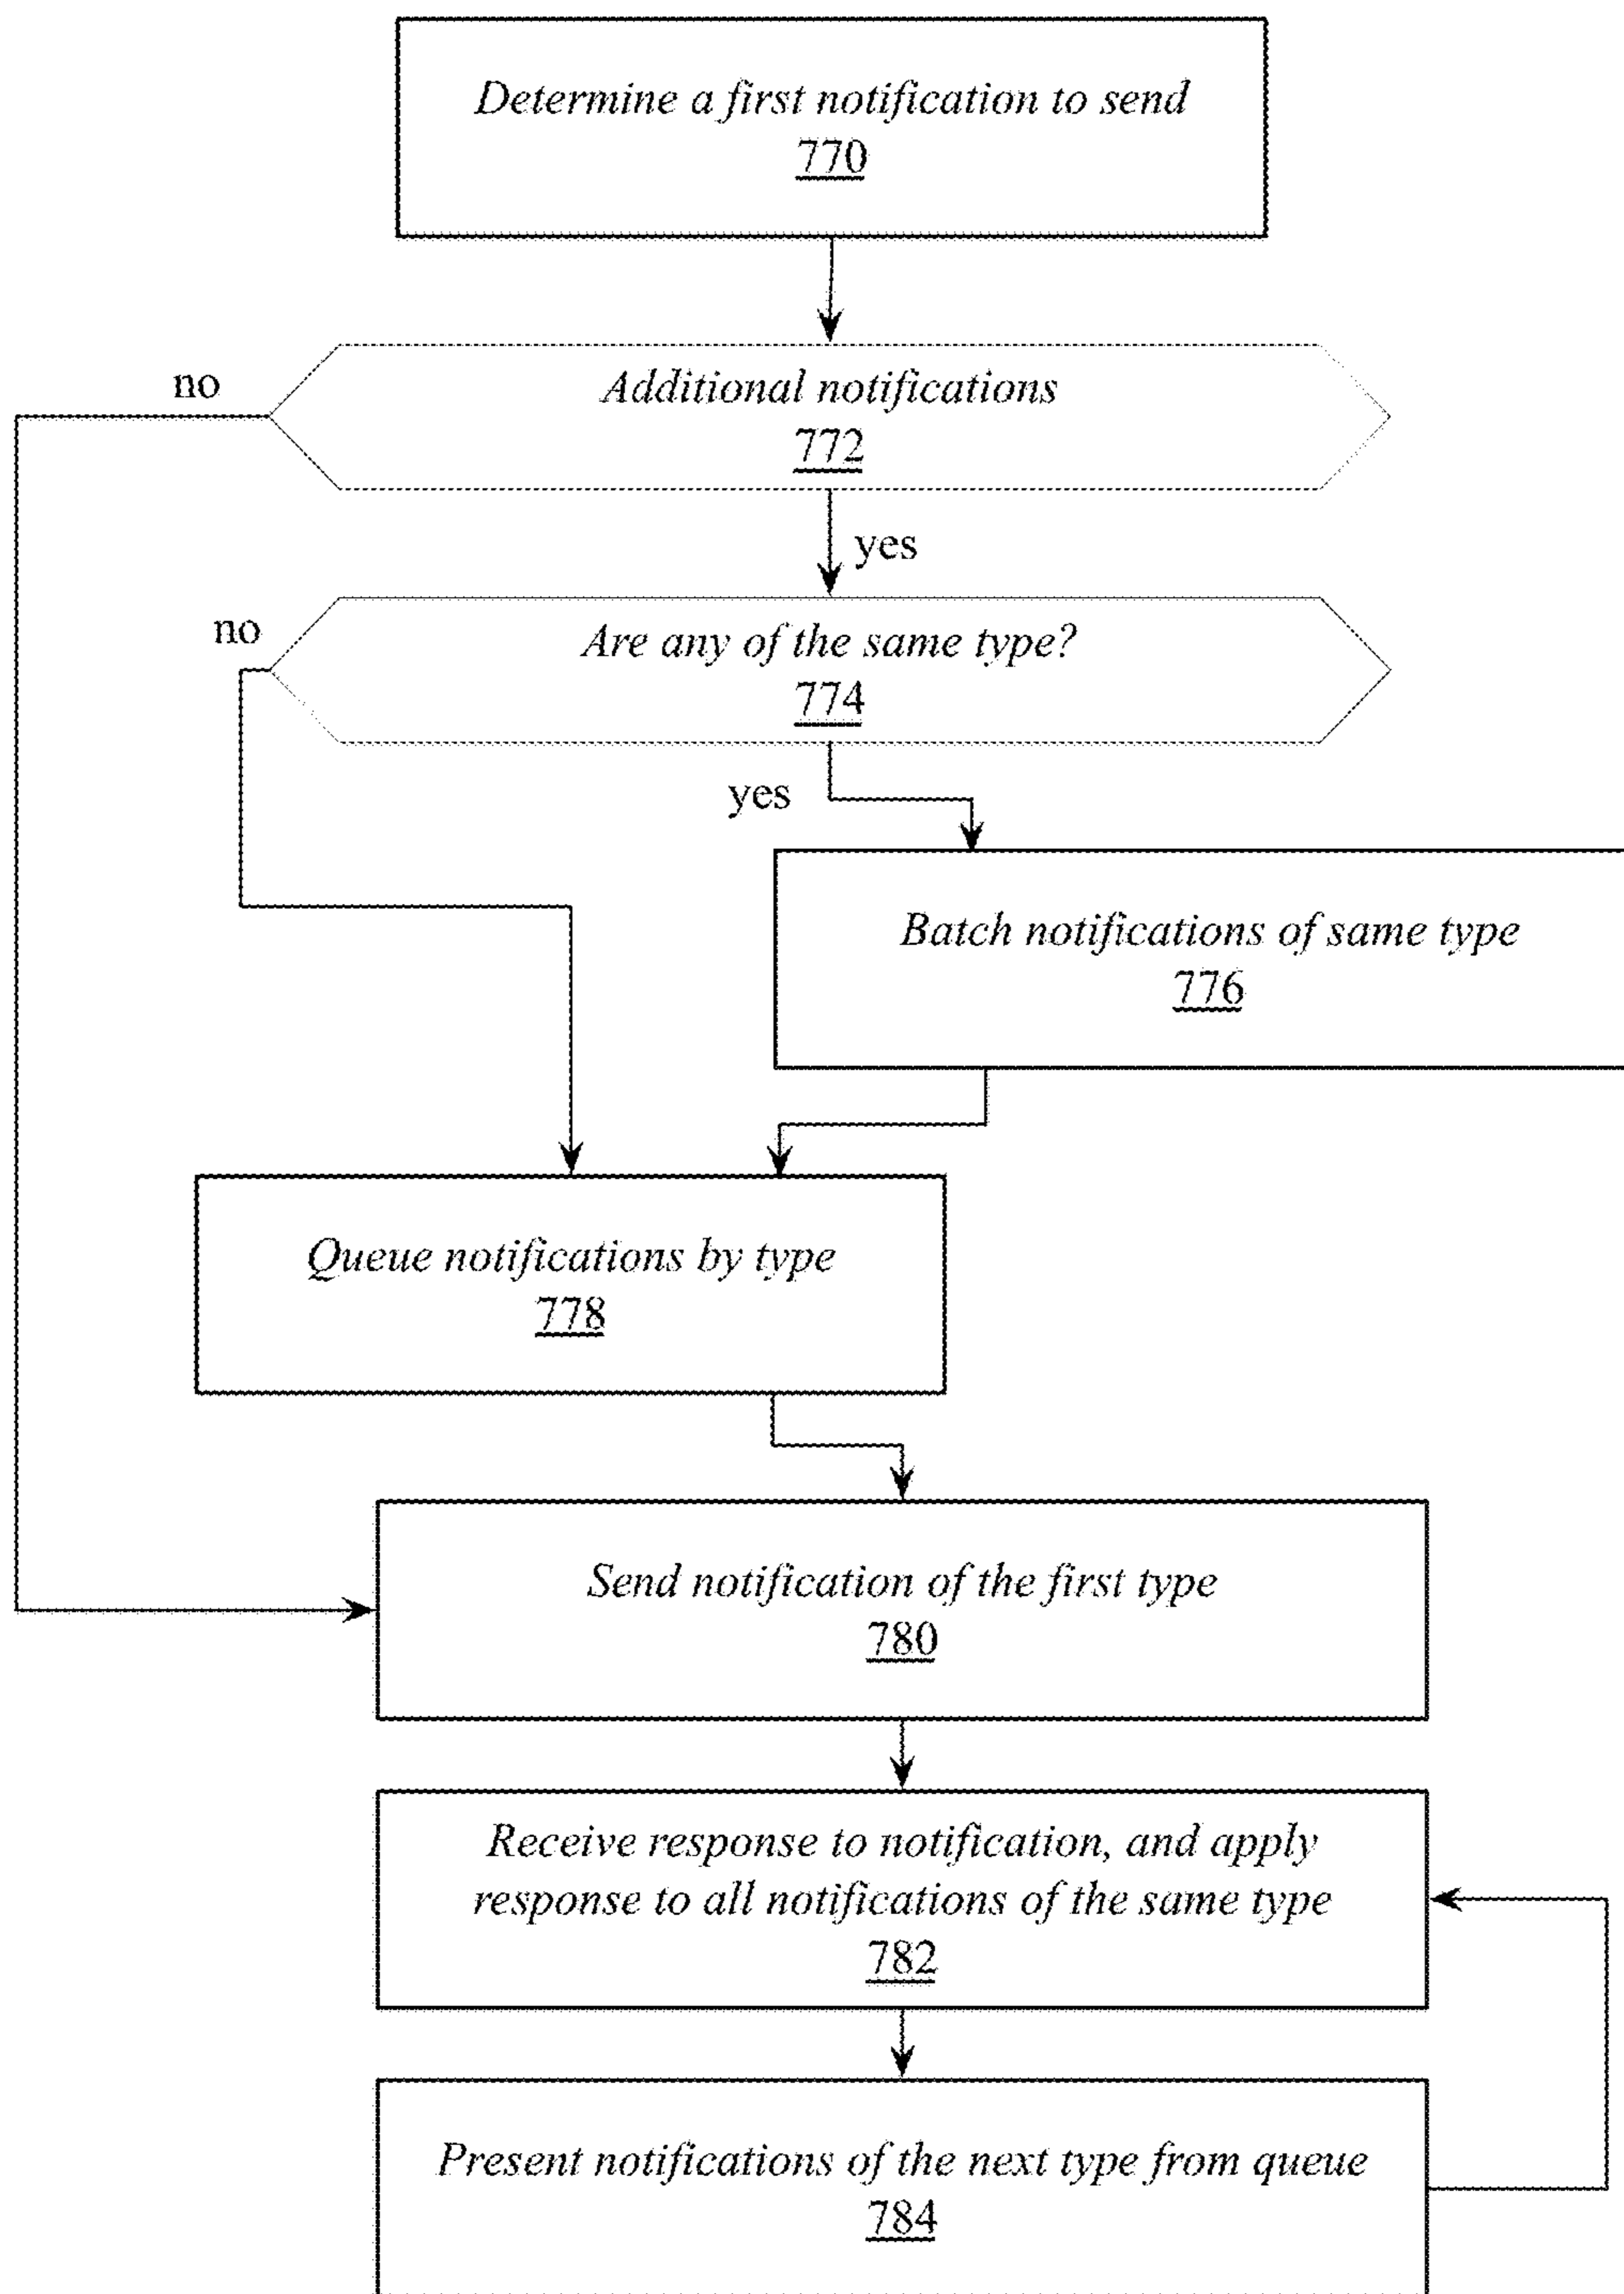 Determine a first notification to send
770
no
Additional notifications
772
yes
no
Are any of the same type?
774
yes
Batch notifications of same type
776
Queue notifications by type
778
Send notification of the first type
780
Receive response to notification, and apply
response to all notifications of the same type
782
Present notifications of the next type from queue
784